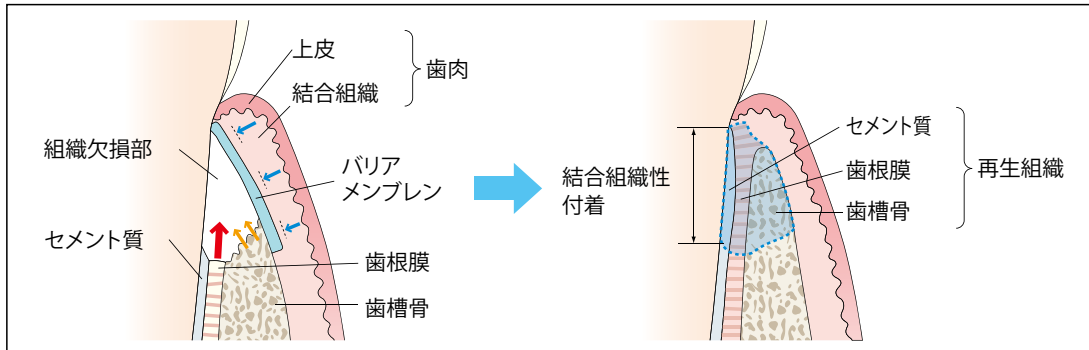 上皮
歯肉
結合組織
組織欠損部
バリア
メンブレン
セメント質
歯根膜
歯槽骨
セメント質
歯根膜
再生組織
歯槽骨
結合組織性
付着